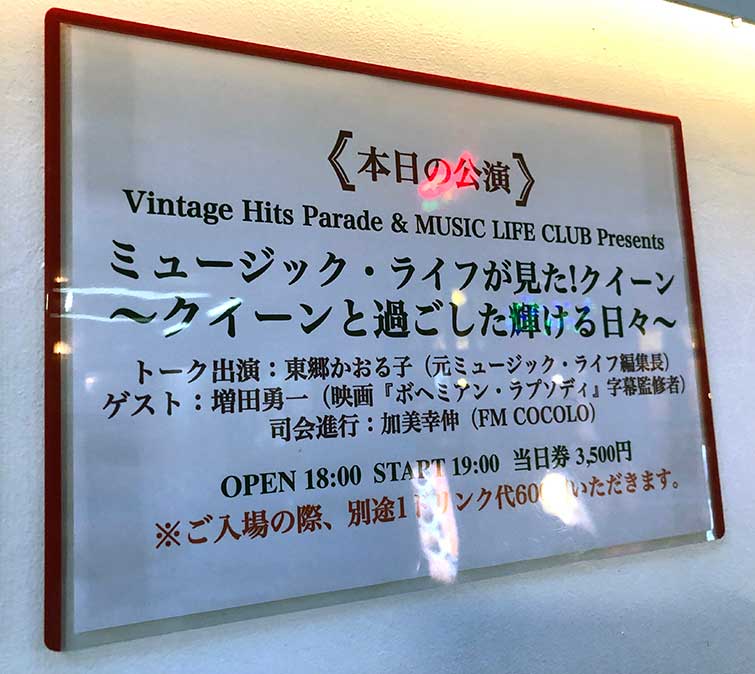 《本日の公演》
Vintage Hits Parade & MUSIC LIFE CLUB Presents
ミュージック・ライフが見た!クイーン
〜クイーンと過ごした輝ける日々〜
トーク出演：東郷かおる子（元ミュージック・ライフ編集長）
ゲスト：増田勇一（映画『ボヘミアン・ラプソディ』字幕監修者）
司会進行：加美幸伸（FM COCOLO）
OPEN 18:00 START 19:00 当日券 3,500円
※ご入場の際、別途1ドリンク代600円いただきます。